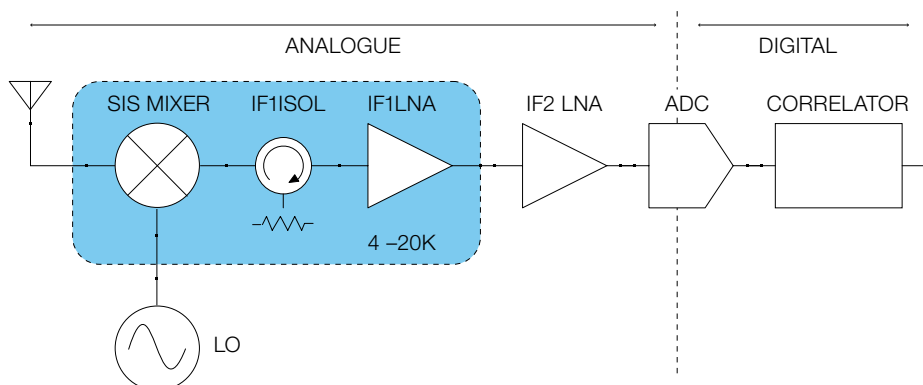 ANALOGUE
DIGITAL
SIS MIXER
IF1ISOL
IF1LNA
IF2 LNA
ADC
CORRELATOR
4 –20K
LO